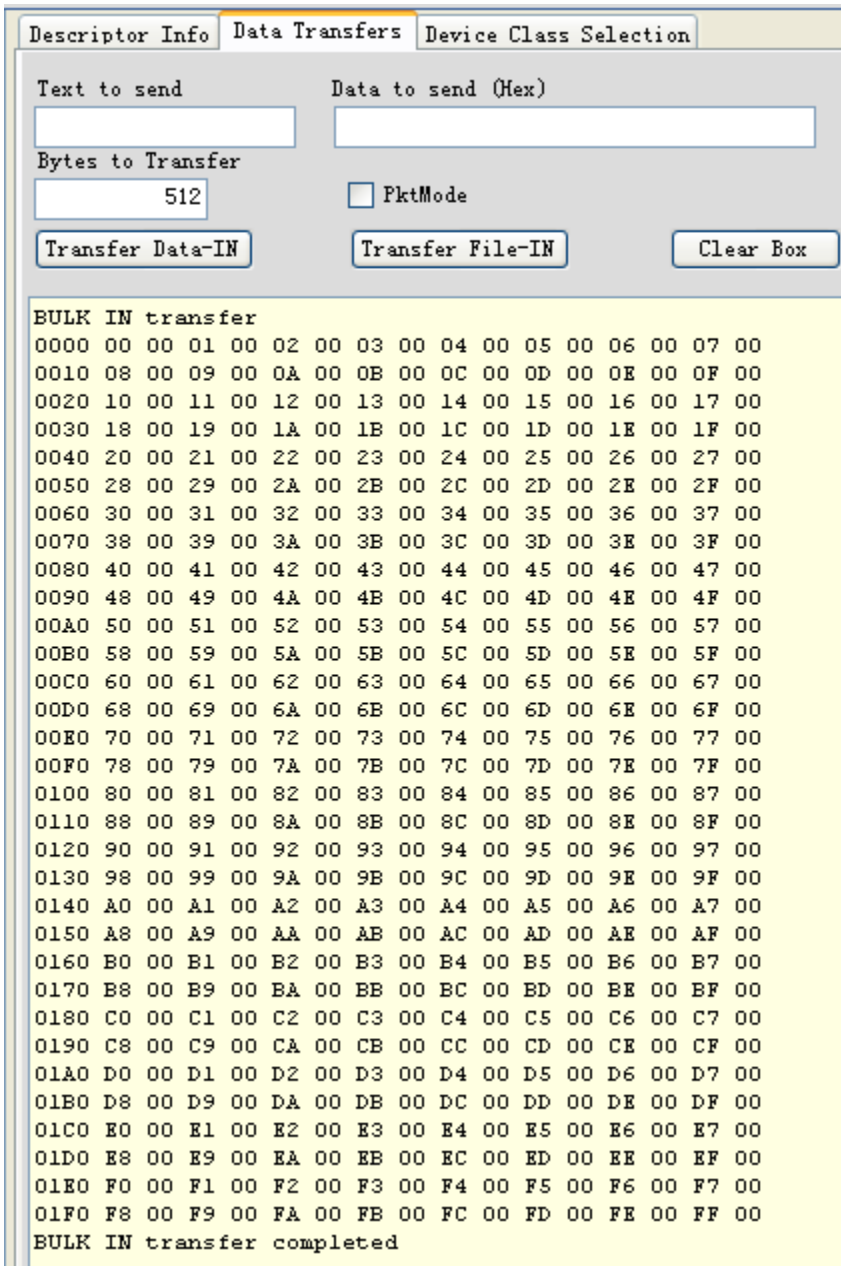 Descriptor Info Data Transfers Device Class Selection
Text to send Data to send (Hex)
Bytes to Transfer
512 PktMode
Transfer Data-IN Transfer File-IN Clear Box
BULK IN transfer
0000 00 00 01 00 02 00 03 00 04 00 05 00 06 00 07 00
0010 08 00 09 00 0A 00 0B 00 0C 00 0D 00 0E 00 0F 00
0020 10 00 11 00 12 00 13 00 14 00 15 00 16 00 17 00
0030 18 00 19 00 1A 00 1B 00 1C 00 1D 00 1E 00 1F 00
0040 20 00 21 00 22 00 23 00 24 00 25 00 26 00 27 00
0050 28 00 29 00 2A 00 2B 00 2C 00 2D 00 2E 00 2F 00
0060 30 00 31 00 32 00 33 00 34 00 35 00 36 00 37 00
0070 38 00 39 00 3A 00 3B 00 3C 00 3D 00 3E 00 3F 00
0080 40 00 41 00 42 00 43 00 44 00 45 00 46 00 47 00
0090 48 00 49 00 4A 00 4B 00 4C 00 4D 00 4E 00 4F 00
00A0 50 00 51 00 52 00 53 00 54 00 55 00 56 00 57 00
00B0 58 00 59 00 5A 00 5B 00 5C 00 5D 00 5E 00 5F 00
00C0 60 00 61 00 62 00 63 00 64 00 65 00 66 00 67 00
00D0 68 00 69 00 6A 00 6B 00 6C 00 6D 00 6E 00 6F 00
00E0 70 00 71 00 72 00 73 00 74 00 75 00 76 00 77 00
00F0 78 00 79 00 7A 00 7B 00 7C 00 7D 00 7E 00 7F 00
0100 80 00 81 00 82 00 83 00 84 00 85 00 86 00 87 00
0110 88 00 89 00 8A 00 8B 00 8C 00 8D 00 8E 00 8F 00
0120 90 00 91 00 92 00 93 00 94 00 95 00 96 00 97 00
0130 98 00 99 00 9A 00 9B 00 9C 00 9D 00 9E 00 9F 00
0140 A0 00 A1 00 A2 00 A3 00 A4 00 A5 00 A6 00 A7 00
0150 A8 00 A9 00 AA 00 AB 00 AC 00 AD 00 AE 00 AF 00
0160 B0 00 B1 00 B2 00 B3 00 B4 00 B5 00 B6 00 B7 00
0170 B8 00 B9 00 BA 00 BB 00 BC 00 BD 00 BE 00 BF 00
0180 C0 00 C1 00 C2 00 C3 00 C4 00 C5 00 C6 00 C7 00
0190 C8 00 C9 00 CA 00 CB 00 CC 00 CD 00 CE 00 CF 00
01A0 D0 00 D1 00 D2 00 D3 00 D4 00 D5 00 D6 00 D7 00
01B0 D8 00 D9 00 DA 00 DB 00 DC 00 DD 00 DE 00 DF 00
01C0 E0 00 E1 00 E2 00 E3 00 E4 00 E5 00 E6 00 E7 00
01D0 E8 00 E9 00 EA 00 EB 00 EC 00 ED 00 EE 00 EF 00
01E0 F0 00 F1 00 F2 00 F3 00 F4 00 F5 00 F6 00 F7 00
01F0 F8 00 F9 00 FA 00 FB 00 FC 00 FD 00 FE 00 FF 00
BULK IN transfer completed